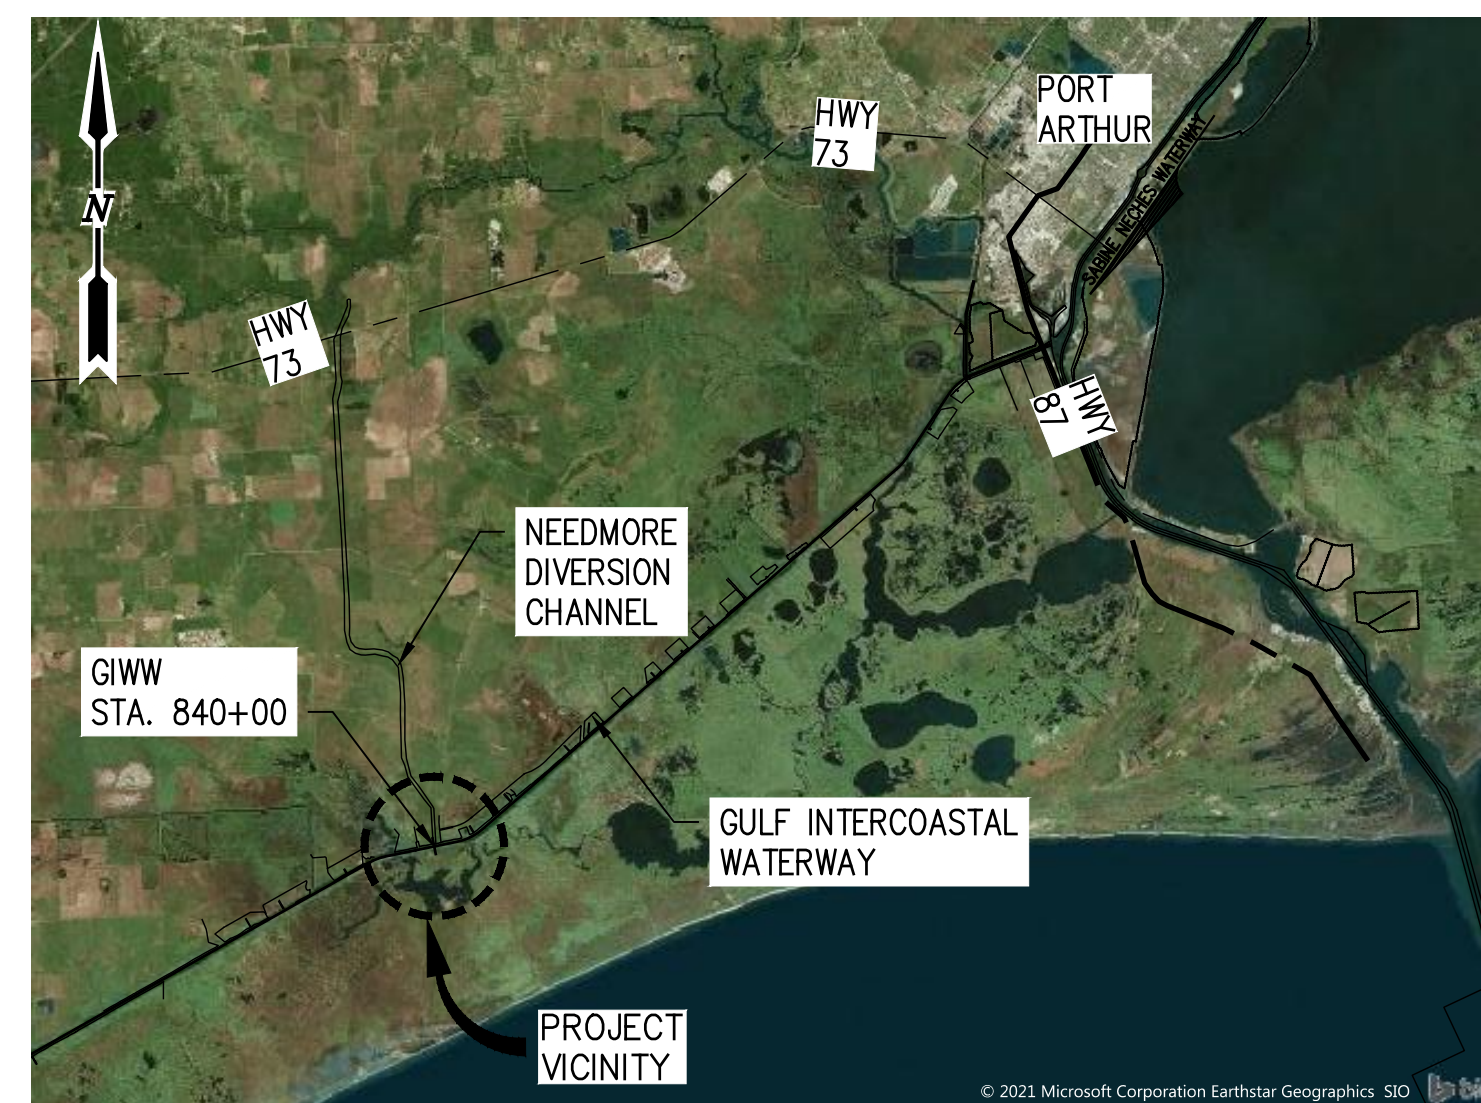 PORT
ARTHUR
HWY
73
SABINE NECHES WATERWAY
N
HWY
73
HWY
87
NEEDMORE
DIVERSION
CHANNEL
GIWW
STA. 840+00
GULF INTERCOASTAL
WATERWAY
PROJECT
VICINITY
© 2021 Microsoft Corporation Earthstar Geographics SIO